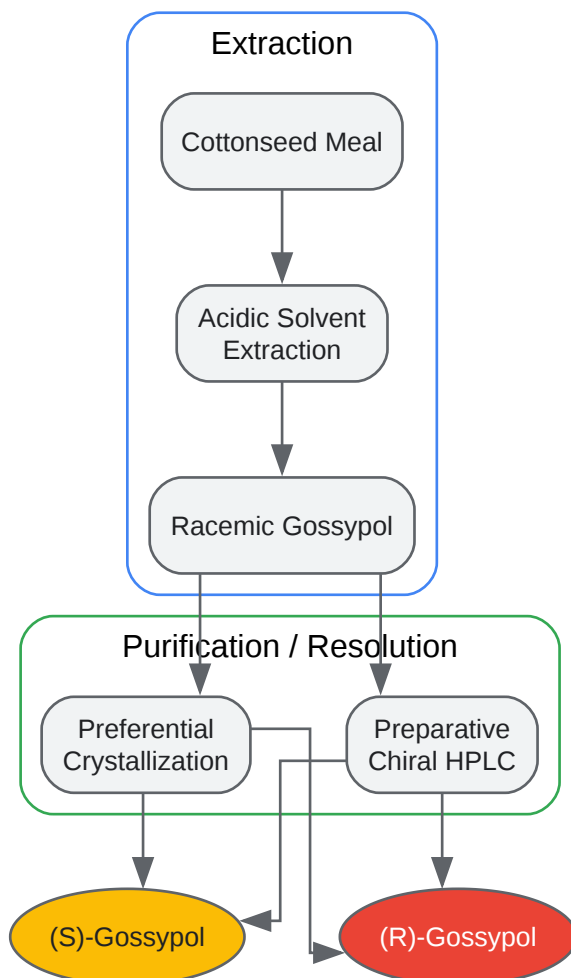 Extraction
Cottonseed Meal
Acidic Solvent
Extraction
Racemic Gossypol
Purification / Resolution
Preferential
Crystallization
Preparative
Chiral HPLC
(S)-Gossypol
(R)-Gossypol